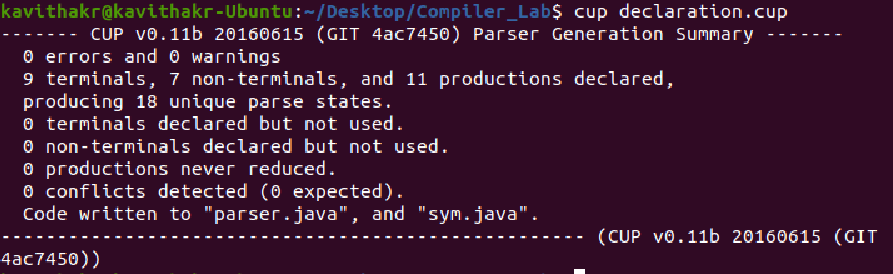 kavithakr@kavithakr-Ubuntu:~/Desktop/Compiler_Lab$ cup declaration.cup
------- CUP v0.11b 20160615 (GIT 4ac7450) Parser Generation Summary -------
  0 errors and 0 warnings
  9 terminals, 7 non-terminals, and 11 productions declared,
  producing 18 unique parse states.
  0 terminals declared but not used.
  0 non-terminals declared but not used.
  0 productions never reduced.
  0 conflicts detected (0 expected).
  Code written to "parser.java", and "sym.java".
---------------------------------------------------- (CUP v0.11b 20160615 (GIT
4ac7450))